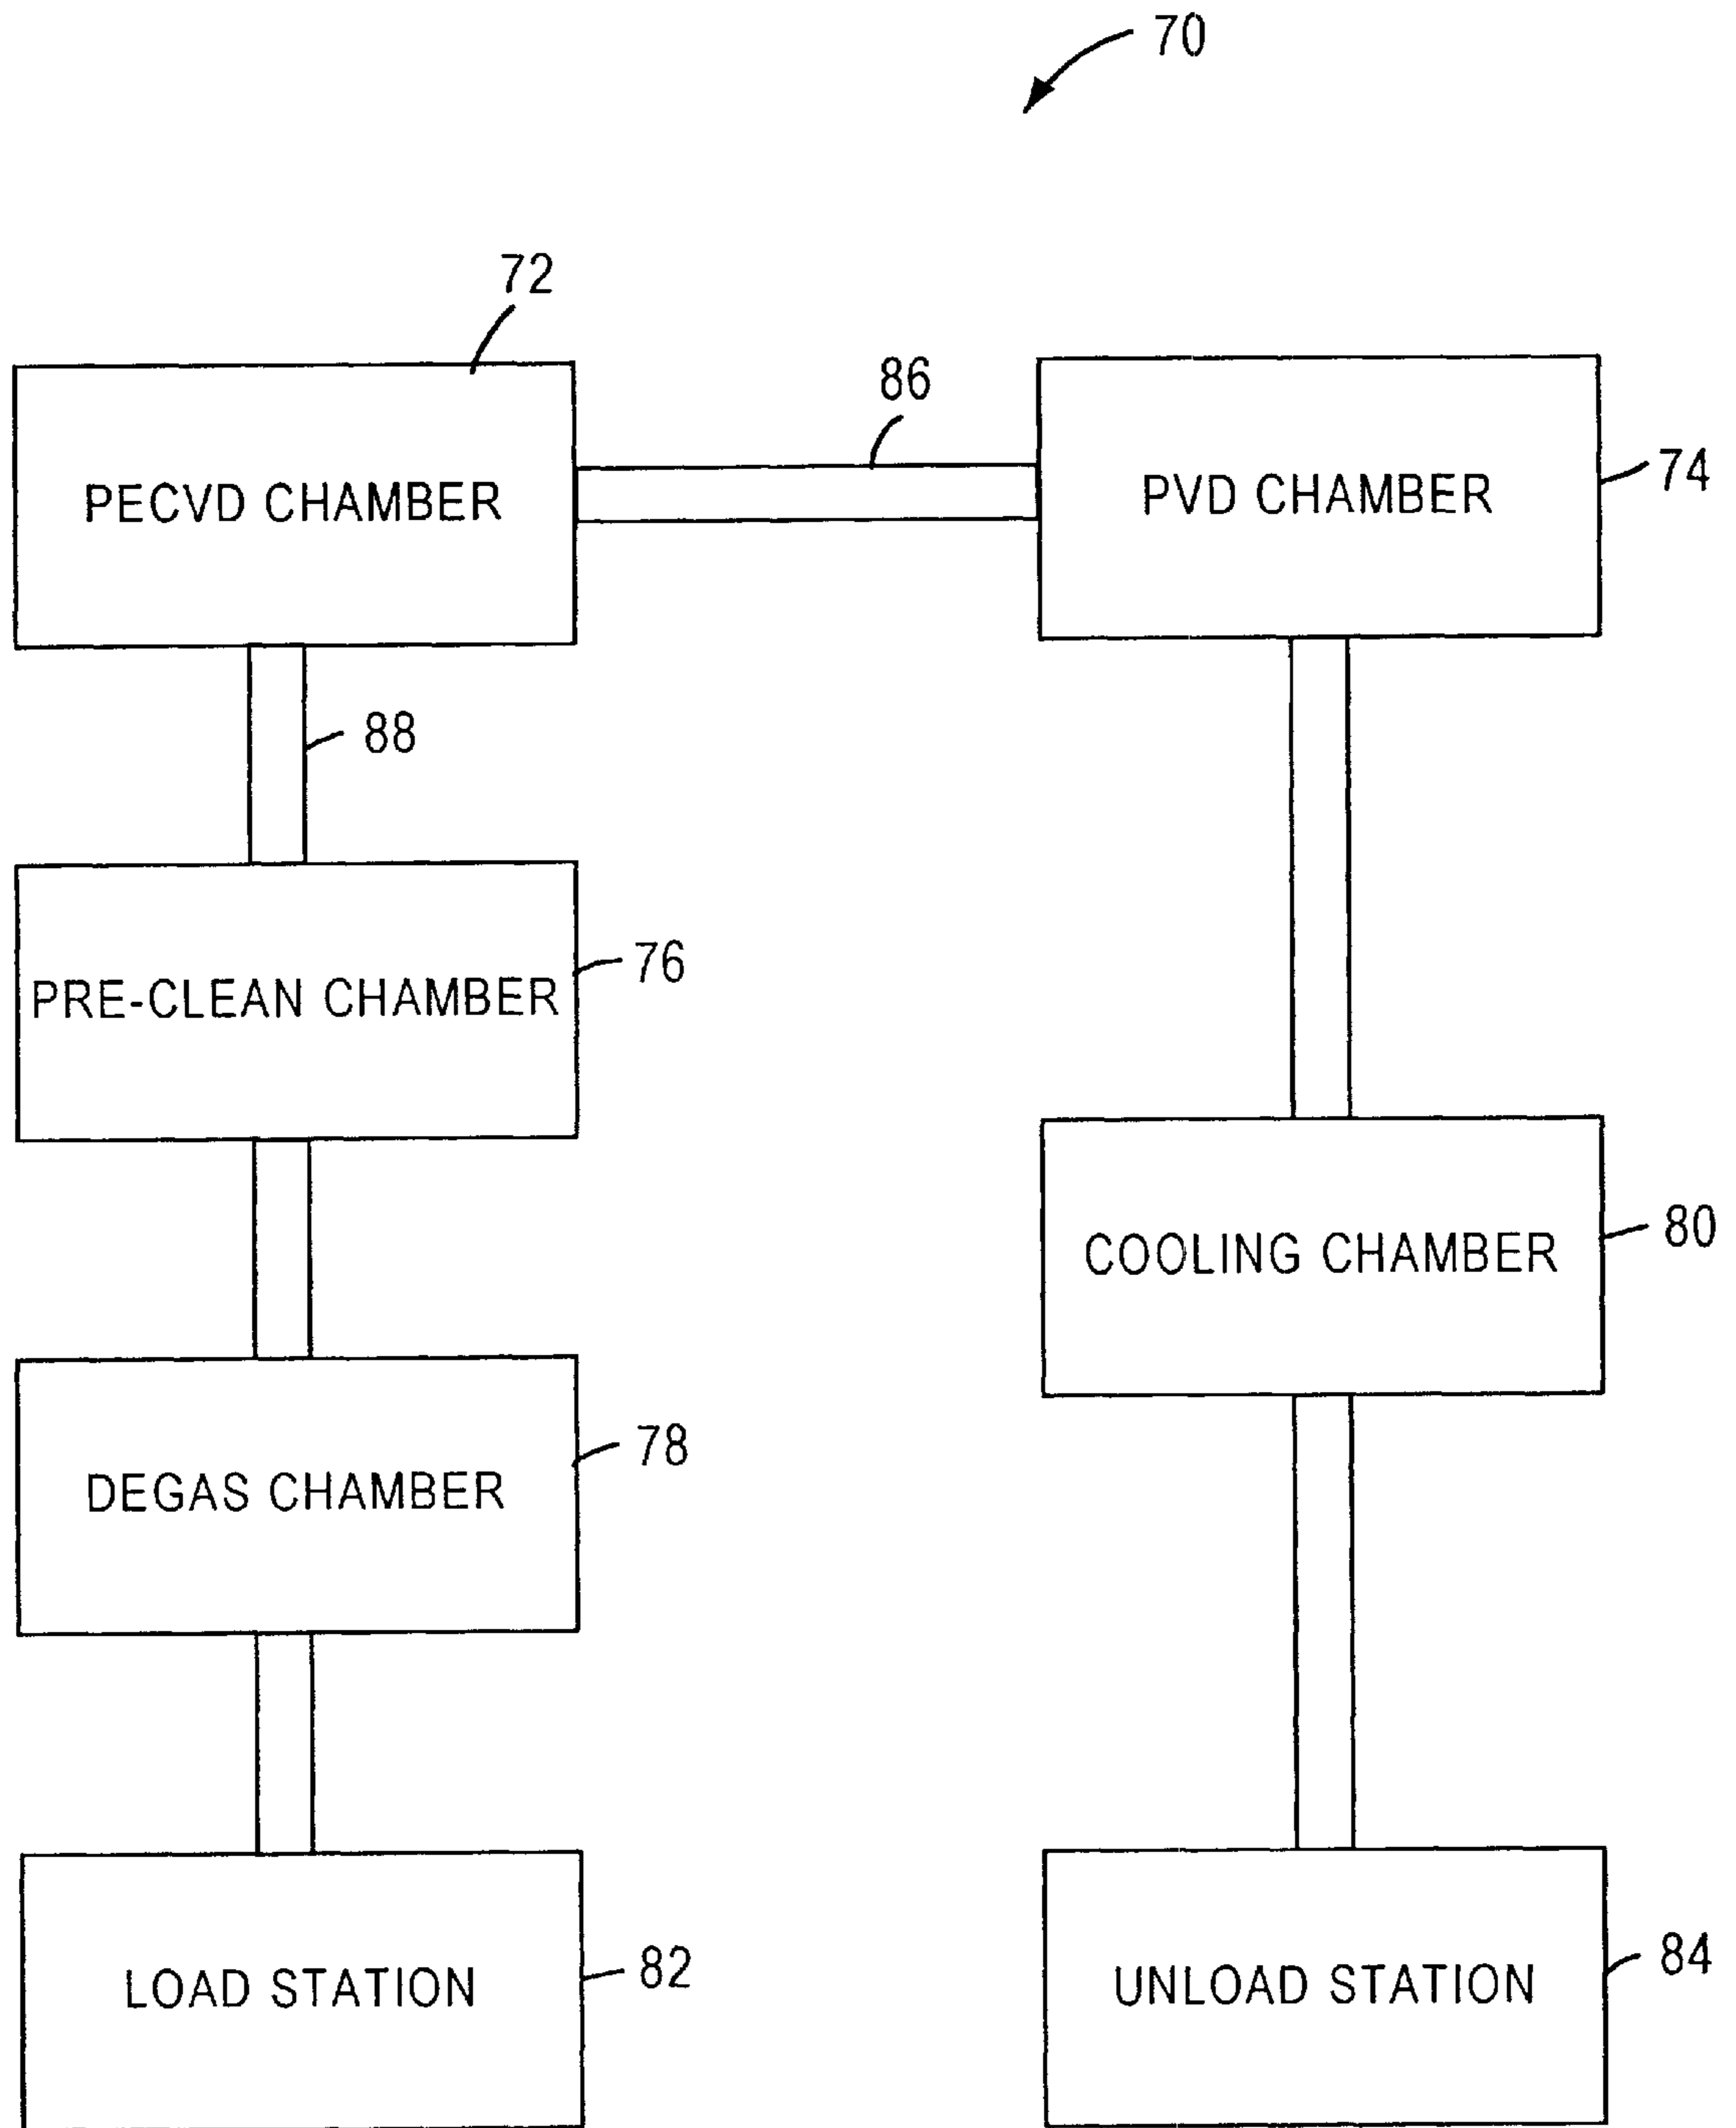 70
72
86
PECVD CHAMBER
PVD CHAMBER
74
88
PRE-CLEAN CHAMBER
76
COOLING CHAMBER
80
DEGAS CHAMBER
78
LOAD STATION
82
UNLOAD STATION
84